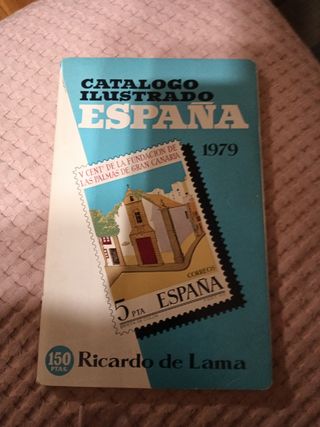 CATALOGO
ILUSTRADO
ESPAÑA
1979
V CENTº DE LA FUNDACION DE
LAS PALMAS DE GRAN CANARIA
CORREOS
5 PTA
ESPAÑA
150
PTAS.
Ricardo de Lama